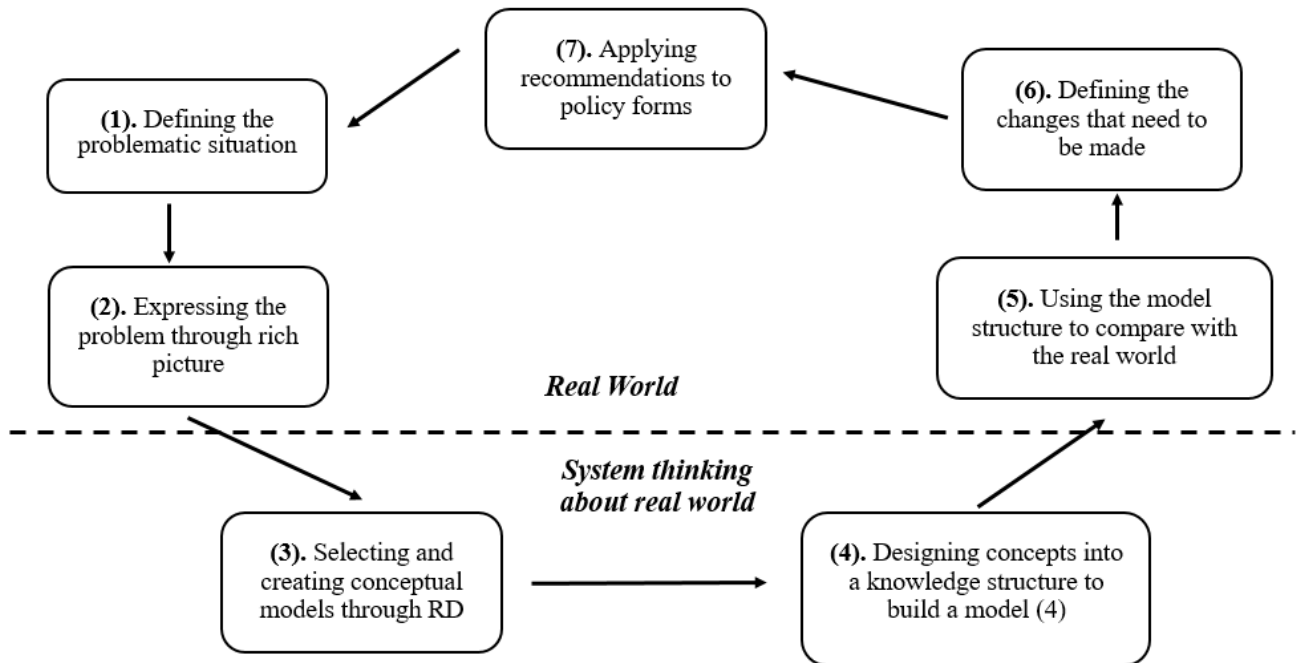 (1). Defining the
problematic situation
(2). Expressing the
problem through rich
picture
(3). Selecting and
creating conceptual
models through RD
(4). Designing concepts into
a knowledge structure to
build a model (4)
(5). Using the model
structure to compare with
the real world
(6). Defining the
changes that need to
be made
(7). Applying
recommendations to
policy forms
Real World
System thinking
about real world